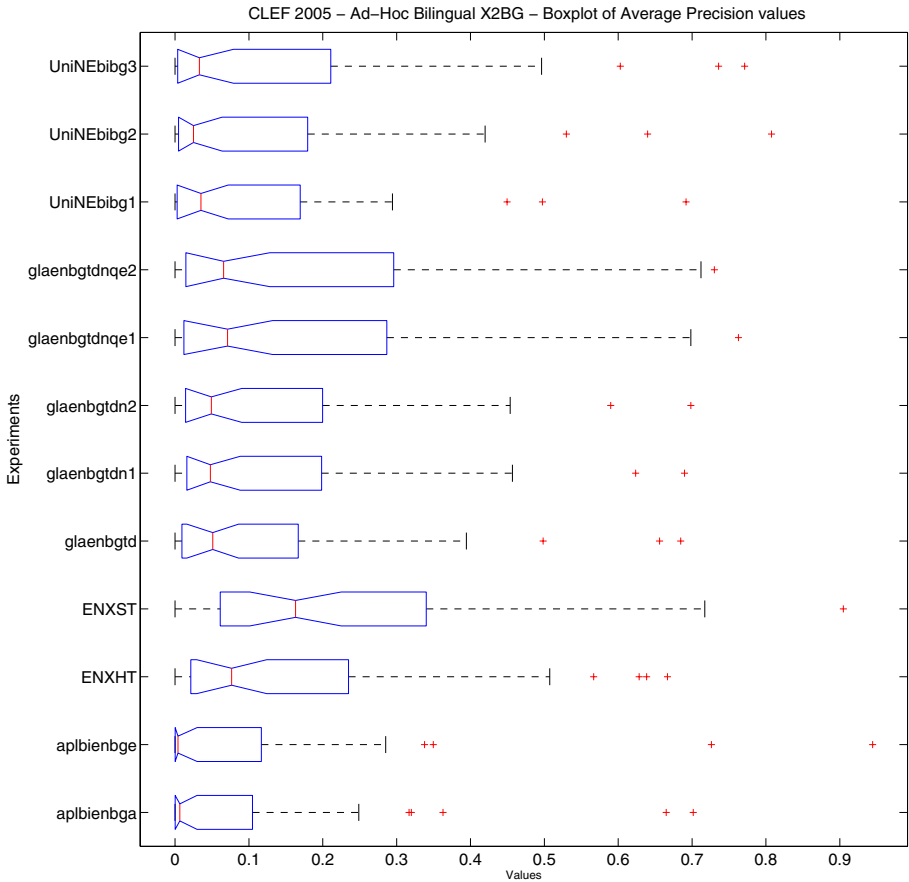 CLEF 2005 − Ad−Hoc Bilingual X2BG − Boxplot of Average Precision values
UniNEbibg3
UniNEbibg2
UniNEbibg1
glaenbgtdnqe2
glaenbgtdnqe1
glaenbgtdn2
glaenbgtdn1
glaenbgtd
ENXST
ENXHT
aplbienbge
aplbienbga
Experiments
0 0.1 0.2 0.3 0.4 0.5 0.6 0.7 0.8 0.9
Values